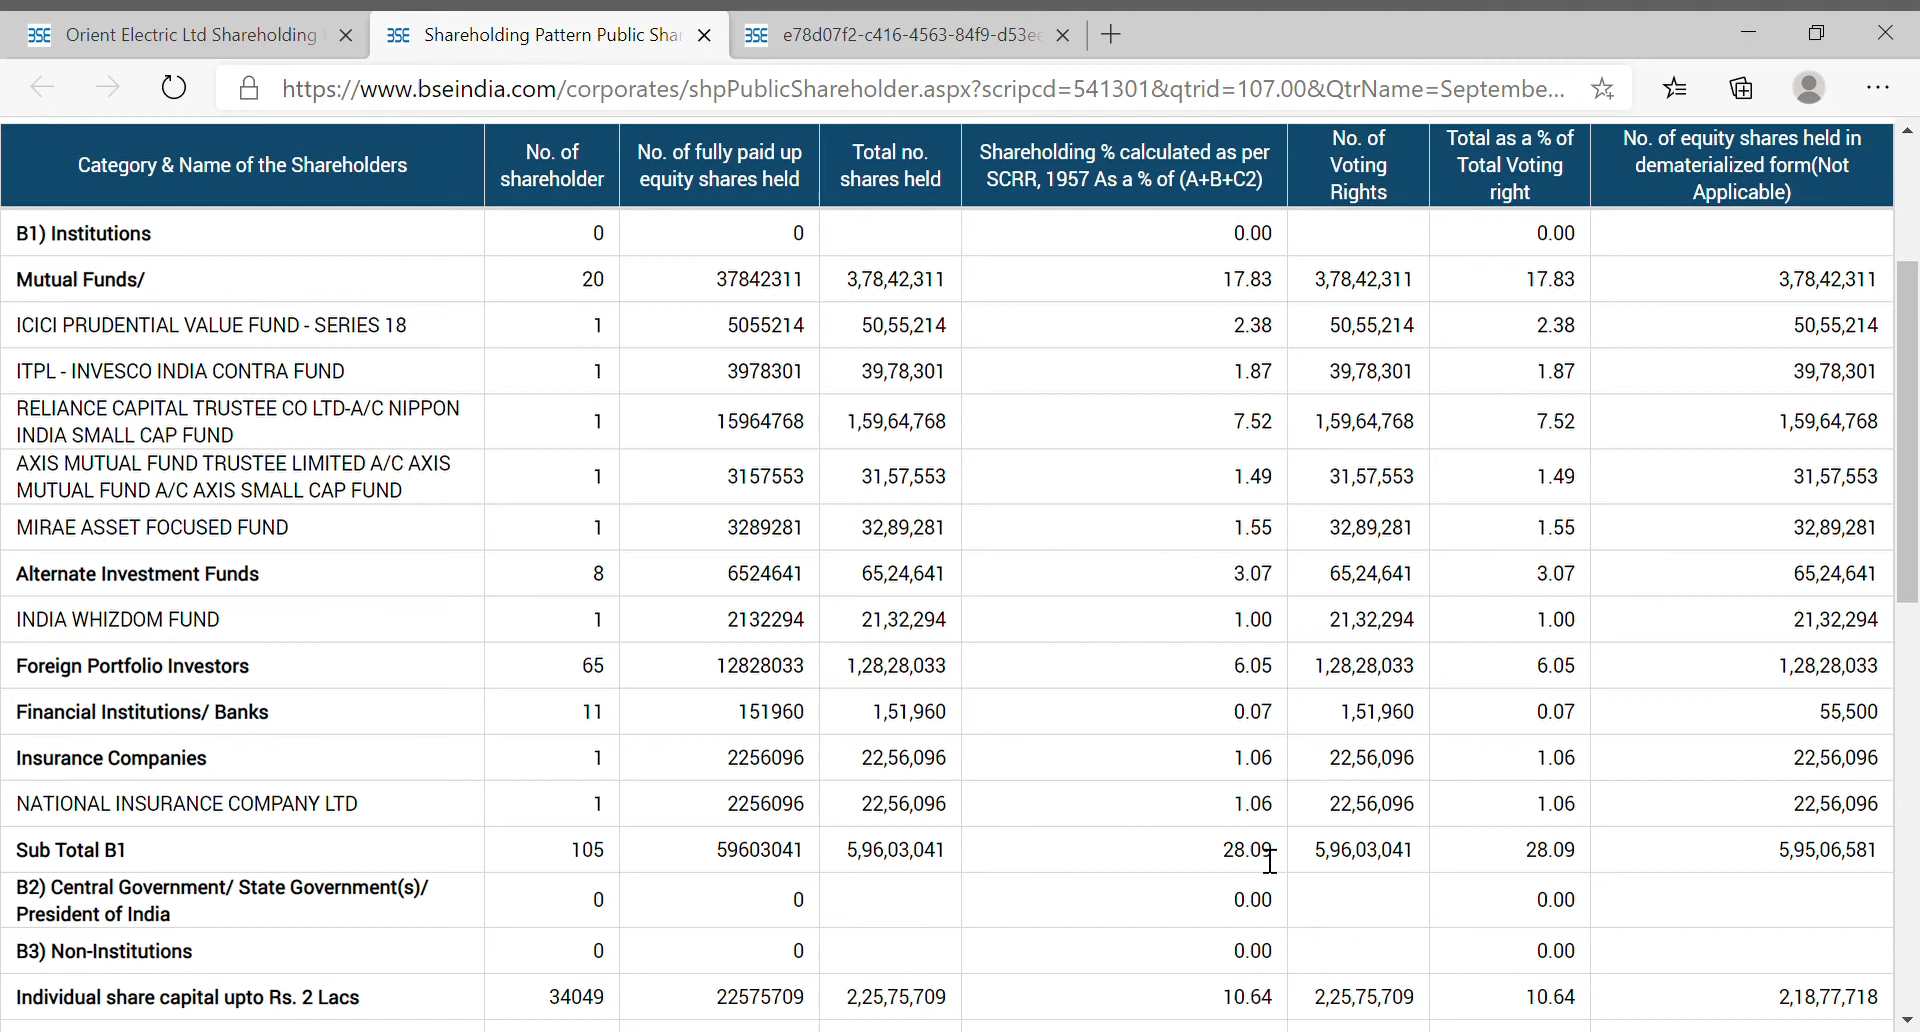 BSE Orient Electric Ltd Shareholding
BSE Shareholding Pattern Public Shar
BSE e78d07f2-c416-4563-84f9-d53ee
https://www.bseindia.com/corporates/shpPublicShareholder.aspx?scripcd=541301&qtrid=107.00&QtrName=Septembe...
Category & Name of the Shareholders No. of shareholder No. of fully paid up equity shares held Total no. shares held Shareholding % calculated as per SCRR, 1957 As a % of (A+B+C2) No. of Voting Rights Total as a % of Total Voting right No. of equity shares held in dematerialized form(Not Applicable)
B1) Institutions 0 0 0.00 0.00
Mutual Funds/ 20 37842311 3,78,42,311 17.83 3,78,42,311 17.83 3,78,42,311
ICICI PRUDENTIAL VALUE FUND - SERIES 18 1 5055214 50,55,214 2.38 50,55,214 2.38 50,55,214
ITPL - INVESCO INDIA CONTRA FUND 1 3978301 39,78,301 1.87 39,78,301 1.87 39,78,301
RELIANCE CAPITAL TRUSTEE CO LTD-A/C NIPPON
INDIA SMALL CAP FUND 1 15964768 1,59,64,768 7.52 1,59,64,768 7.52 1,59,64,768
AXIS MUTUAL FUND TRUSTEE LIMITED A/C AXIS
MUTUAL FUND A/C AXIS SMALL CAP FUND 1 3157553 31,57,553 1.49 31,57,553 1.49 31,57,553
MIRAE ASSET FOCUSED FUND 1 3289281 32,89,281 1.55 32,89,281 1.55 32,89,281
Alternate Investment Funds 8 6524641 65,24,641 3.07 65,24,641 3.07 65,24,641
INDIA WHIZDOM FUND 1 2132294 21,32,294 1.00 21,32,294 1.00 21,32,294
Foreign Portfolio Investors 65 12828033 1,28,28,033 6.05 1,28,28,033 6.05 1,28,28,033
Financial Institutions/ Banks 11 151960 1,51,960 0.07 1,51,960 0.07 55,500
Insurance Companies 1 2256096 22,56,096 1.06 22,56,096 1.06 22,56,096
NATIONAL INSURANCE COMPANY LTD 1 2256096 22,56,096 1.06 22,56,096 1.06 22,56,096
Sub Total B1 105 59603041 5,96,03,041 28.09 5,96,03,041 28.09 5,95,06,581
B2) Central Government/ State Government(s)/
President of India 0 0 0.00 0.00
B3) Non-Institutions 0 0 0.00 0.00
Individual share capital upto Rs. 2 Lacs 34049 22575709 2,25,75,709 10.64 2,25,75,709 10.64 2,18,77,718